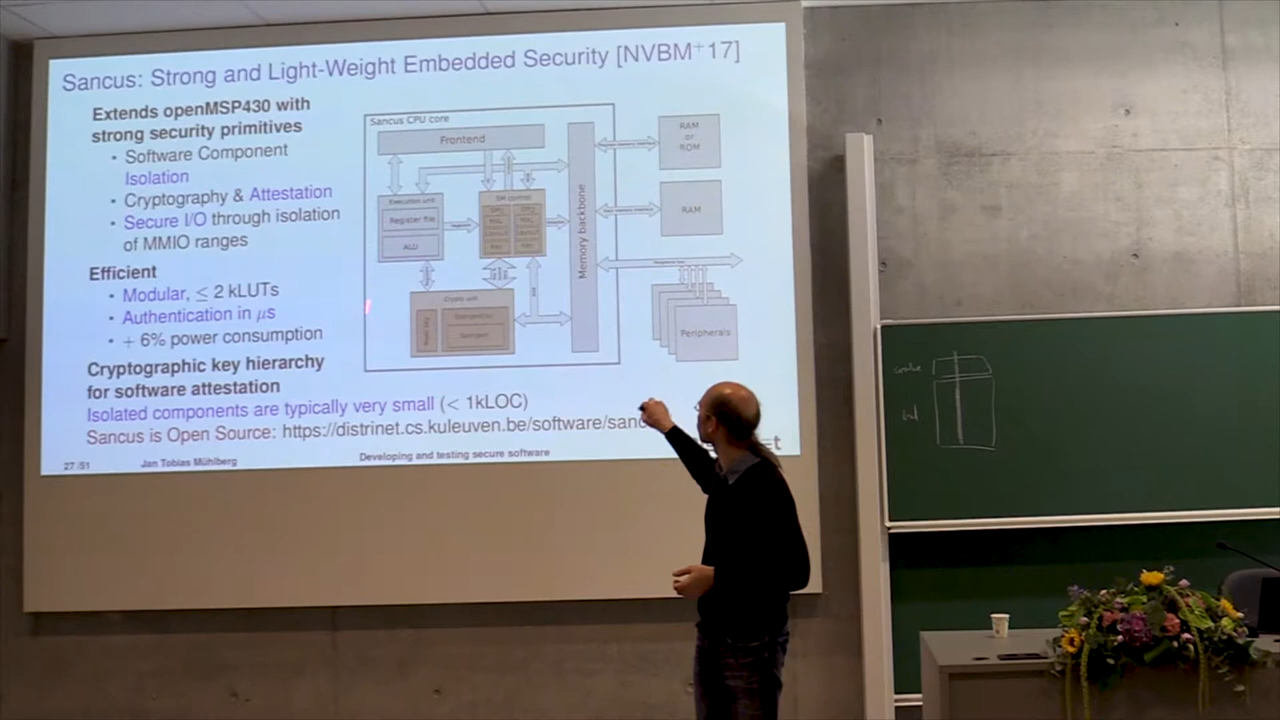 Sancus: Strong and Light-Weight Embedded Security [NVBM+17]
Extends openMSP430 with
strong security primitives
• Software Component
Isolation
• Cryptography & Attestation
• Secure I/O through isolation
of MMIO ranges
Efficient
• Modular, ≤ 2 kLUTs
• Authentication in μs
• + 6% power consumption
Cryptographic key hierarchy
for software attestation
Isolated components are typically very small (< 1kLOC)
Sancus is Open Source: https://distrinet.cs.kuleuven.be/software/sanc
27 /51
Jan Tobias Mühlberg
Developing and testing secure software
Sancus CPU core
Frontend
Execution unit
Register file
ALU
SM control
Crypto unit
Memory backbone
RAM
or
ROM
RAM
Peripherals